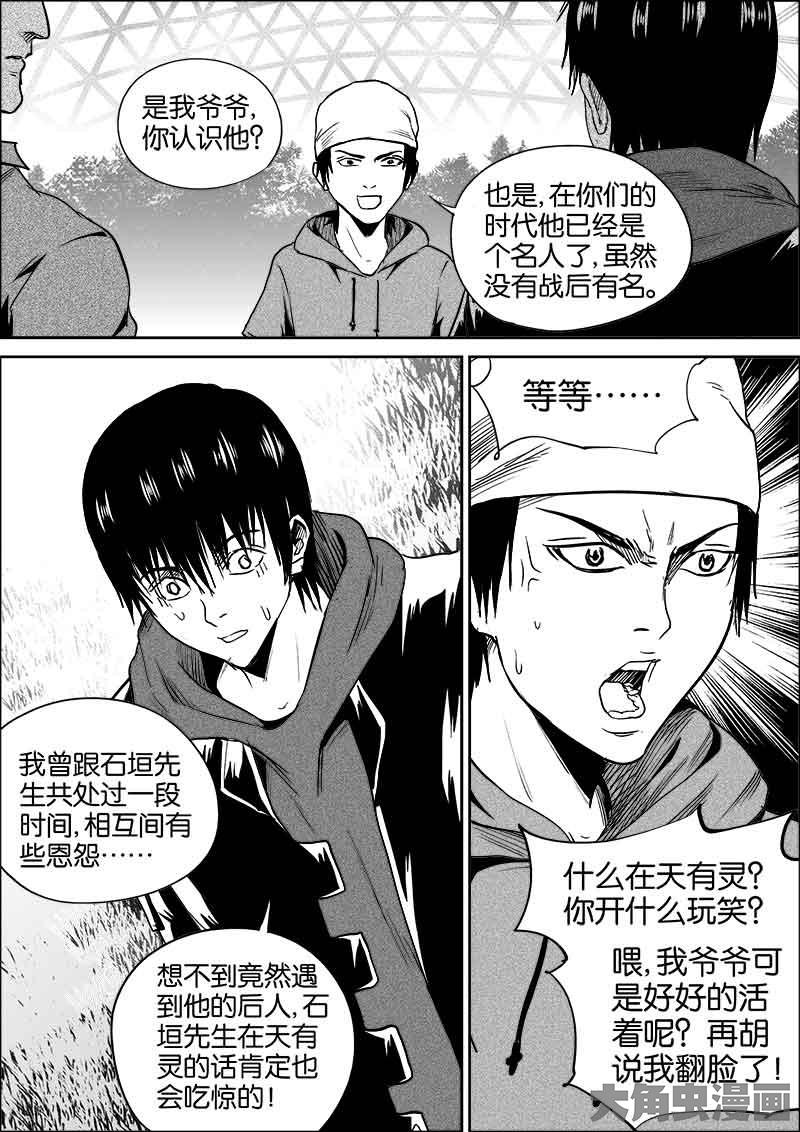 是我爷爷,
你认识他?
也是,在你们的
时代他已经是
个名人了,虽然
没有战后有名。
我曾跟石垣先
生共处过一段
时间,相互间有
些恩怨……
想不到竟然遇
到他的后人,石
垣先生在天有
灵的话肯定也
会吃惊的!
等等……
什么在天有灵?
你开什么玩笑?
喂,我爷爷可
是好好的活
着呢?再胡
说我翻脸了!
大角虫漫画